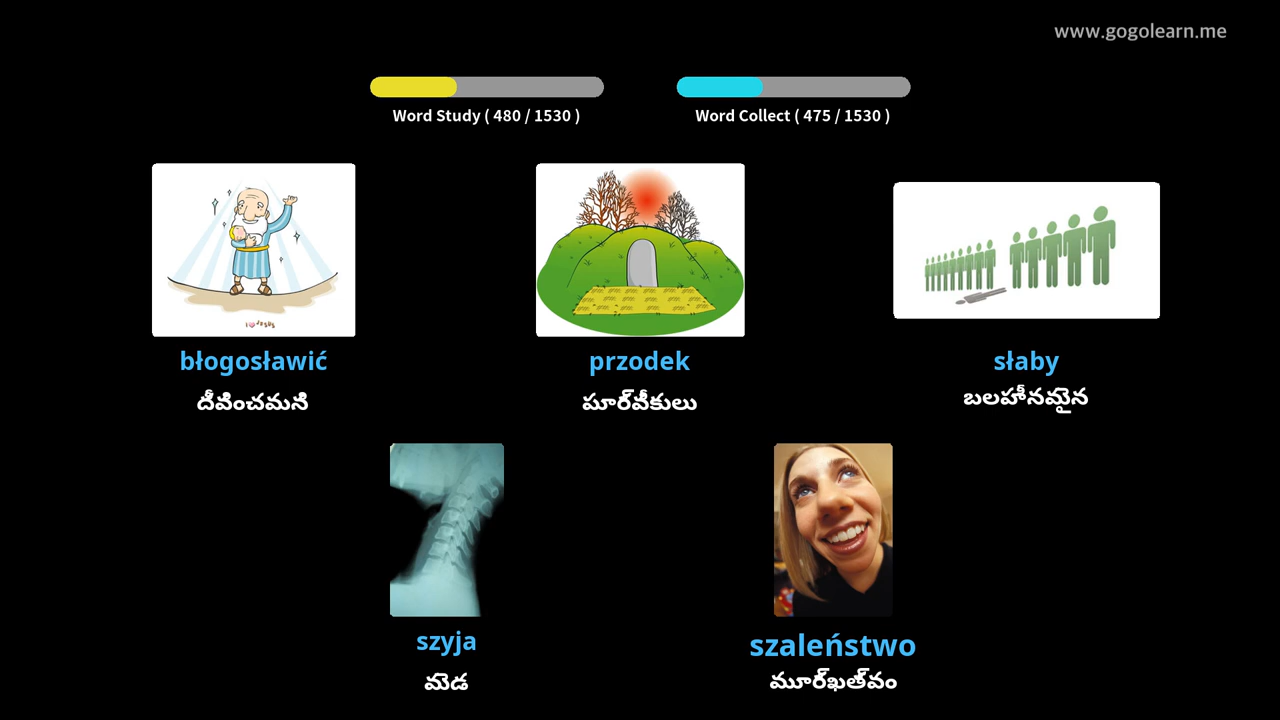 www.gogolearn.me
Word Study ( 480 / 1530 )
Word Collect ( 475 / 1530 )
I ♥ JESUS
błogosławić
przodek
słaby
దీవించమని
పూర్వీకులు
బలహీనమైన
szyja
szaleństwo
మెడ
మూర్ఖత్వం